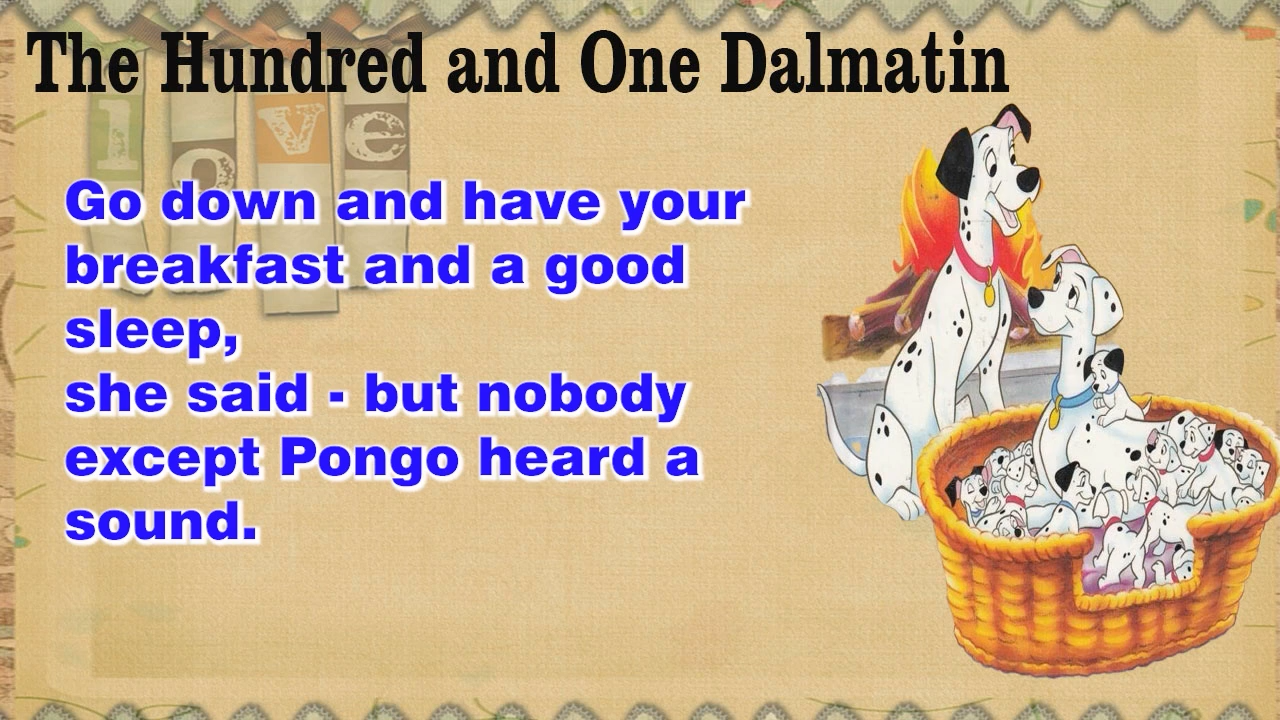 The Hundred and One Dalmatin
love
Go down and have your
breakfast and a good
sleep,
she said - but nobody
except Pongo heard a
sound.